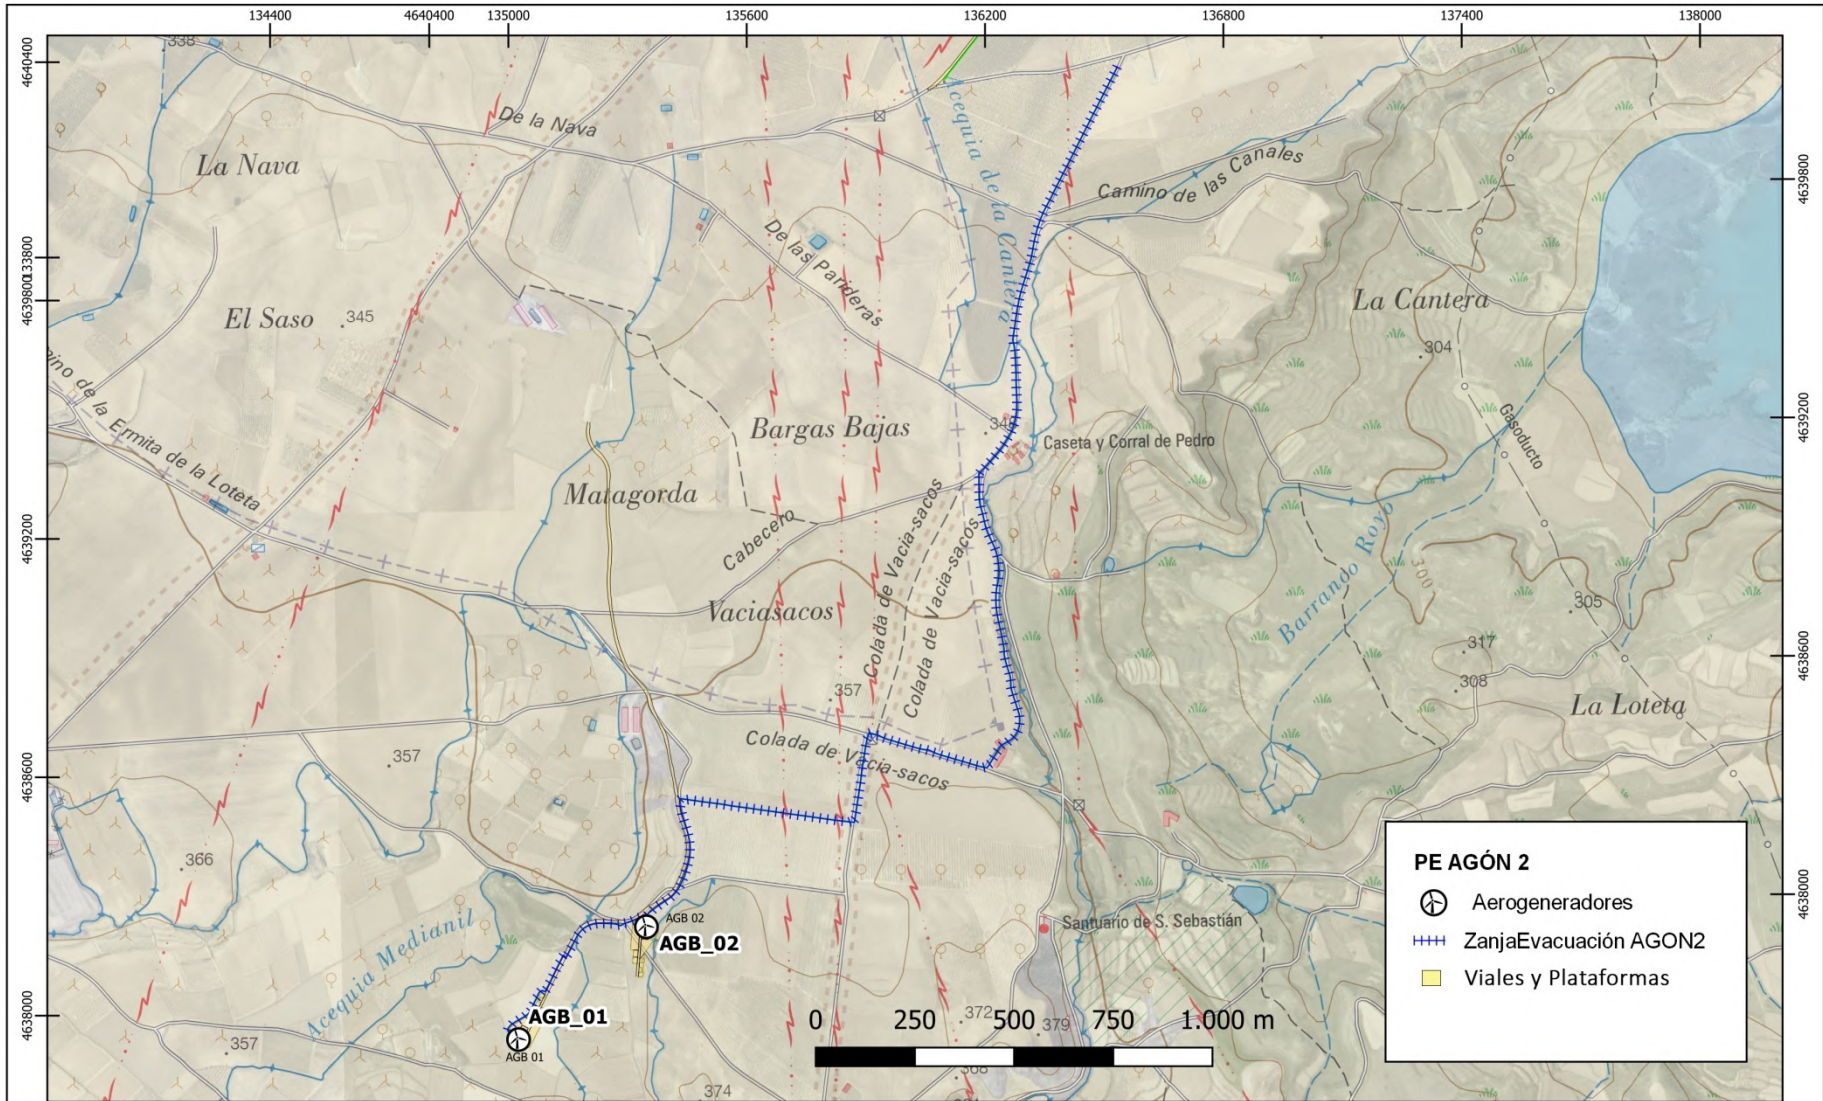 134400
4640400
135000
135600
136200
136800
137400
138000
4640400
338
De la Nava
La Nava
Acequia de la Cantera
Camino de las Canales
4639800
De las Parideras
El Saso
345
La Cantera
304
Camino de la Ermita de la Loteta
Bargas Bajas
Caseta y Corral de Pedro
Gasoducto
4639200
Matagorda
Cabecero
Colada de Vacia-sacos
Colada de Vacia-sacos
Barrando Royo
4639200
300
305
Vaciasacos
317
4638600
357
308
La Loteta
Colada de Vacia-sacos
357
4638600
366
PE AGÓN 2
Aerogeneradores
ZanjaEvacuación AGON2
Viales y Plataformas
4638000
AGB 02
AGB_02
Santuario de S. Sebastián
Acequia Medianil
AGB_01
AGB 01
4638000
357
372
379
0 250 500 750 1.000 m
368
374